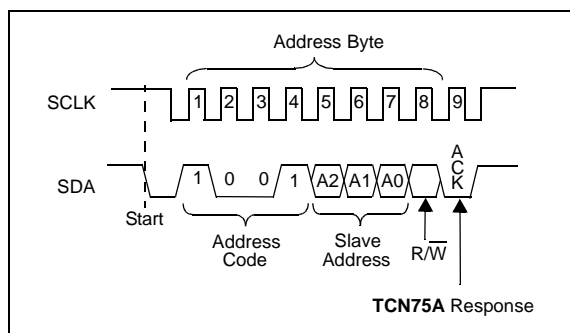 Address Byte
SCLK 1 2 3 4 5 6 7 8 9
SDA 1 0 0 1 A2 A1 A0 ACK
Start
Address Code
Slave Address
R/W̅
TCN75A Response